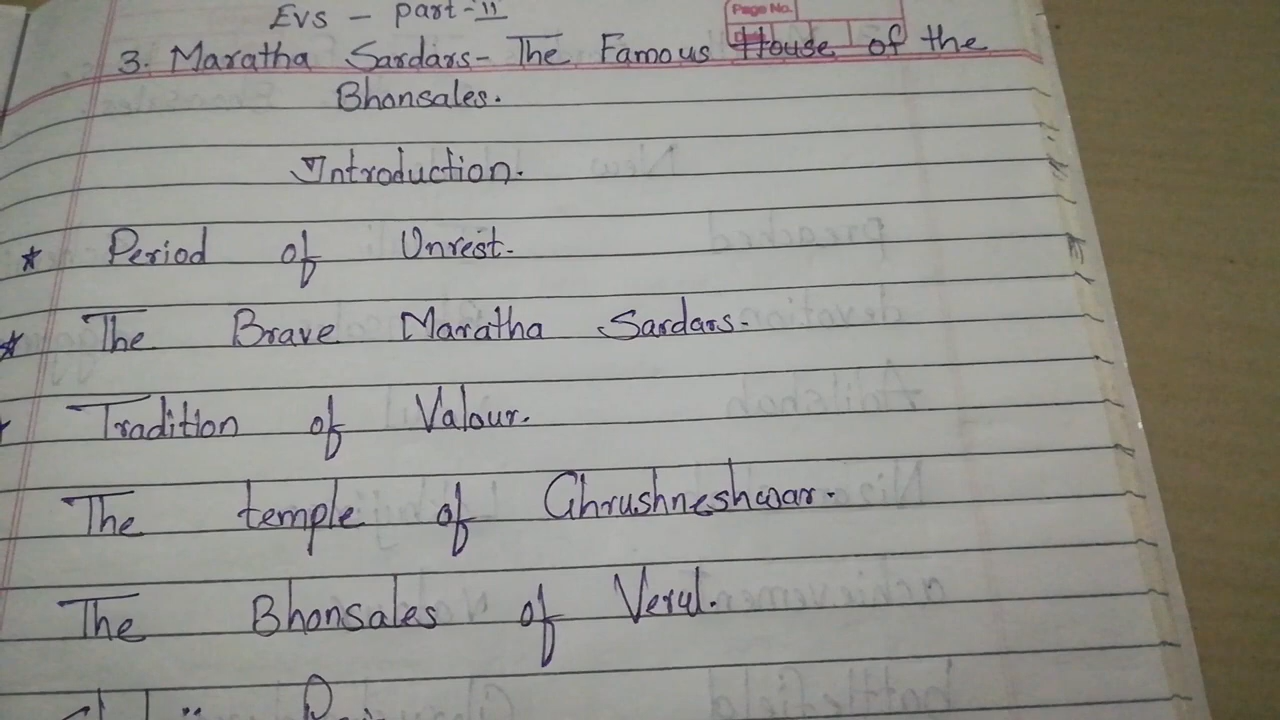 Evs - part-II
Page No.
3. Maratha Sardars- The Famous House of the
Bhonsales.
Introduction.
* Period of Unrest.
* The Brave Maratha Sardars.
Tradition of Valour.
The temple of Ghrushneshwar.
The Bhonsales of Verul.